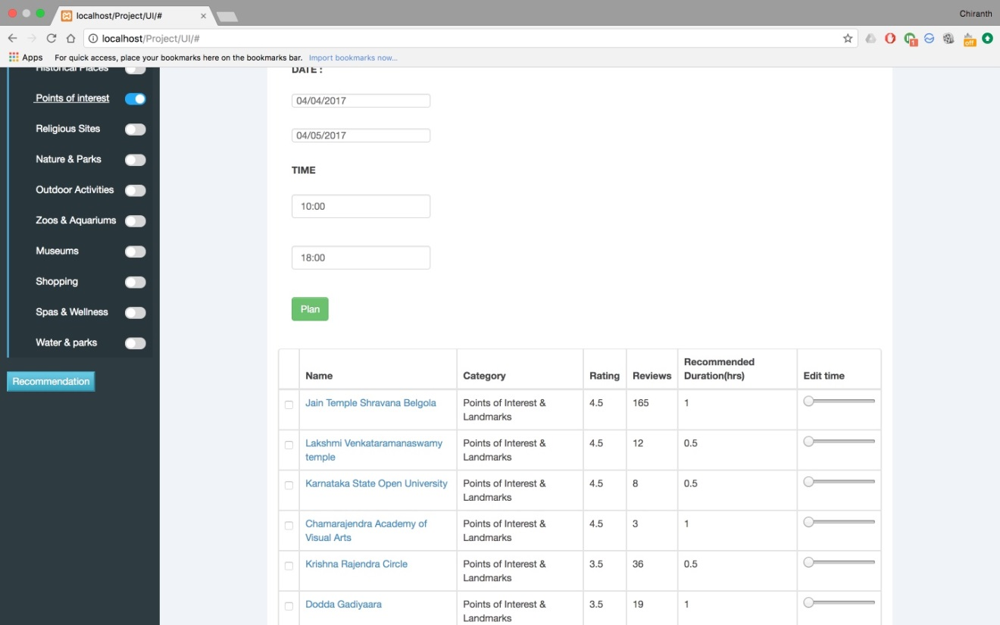 localhost/Project/UI/#
Chiranth
localhost/Project/UI/#
1
off
Apps For quick access, place your bookmarks here on the bookmarks bar. Import bookmarks now...
Historical Places
Points of interest
Religious Sites
Nature & Parks
Outdoor Activities
Zoos & Aquariums
Museums
Shopping
Spas & Wellness
Water & parks
Recommendation
DATE :
04/04/2017
04/05/2017
TIME
10:00
18:00
Plan
Name Category Rating Reviews Recommended Duration(hrs) Edit time
Jain Temple Shravana Belgola Points of Interest & 4.5 165 1
Landmarks
Lakshmi Venkataramanaswamy Points of Interest & 4.5 12 0.5
temple Landmarks
Karnataka State Open University Points of Interest & 4.5 8 0.5
Landmarks
Chamarajendra Academy of Points of Interest & 4.5 3 1
Visual Arts Landmarks
Krishna Rajendra Circle Points of Interest & 3.5 36 0.5
Landmarks
Dodda Gadiyaara Points of Interest & 3.5 19 1
Landmarks